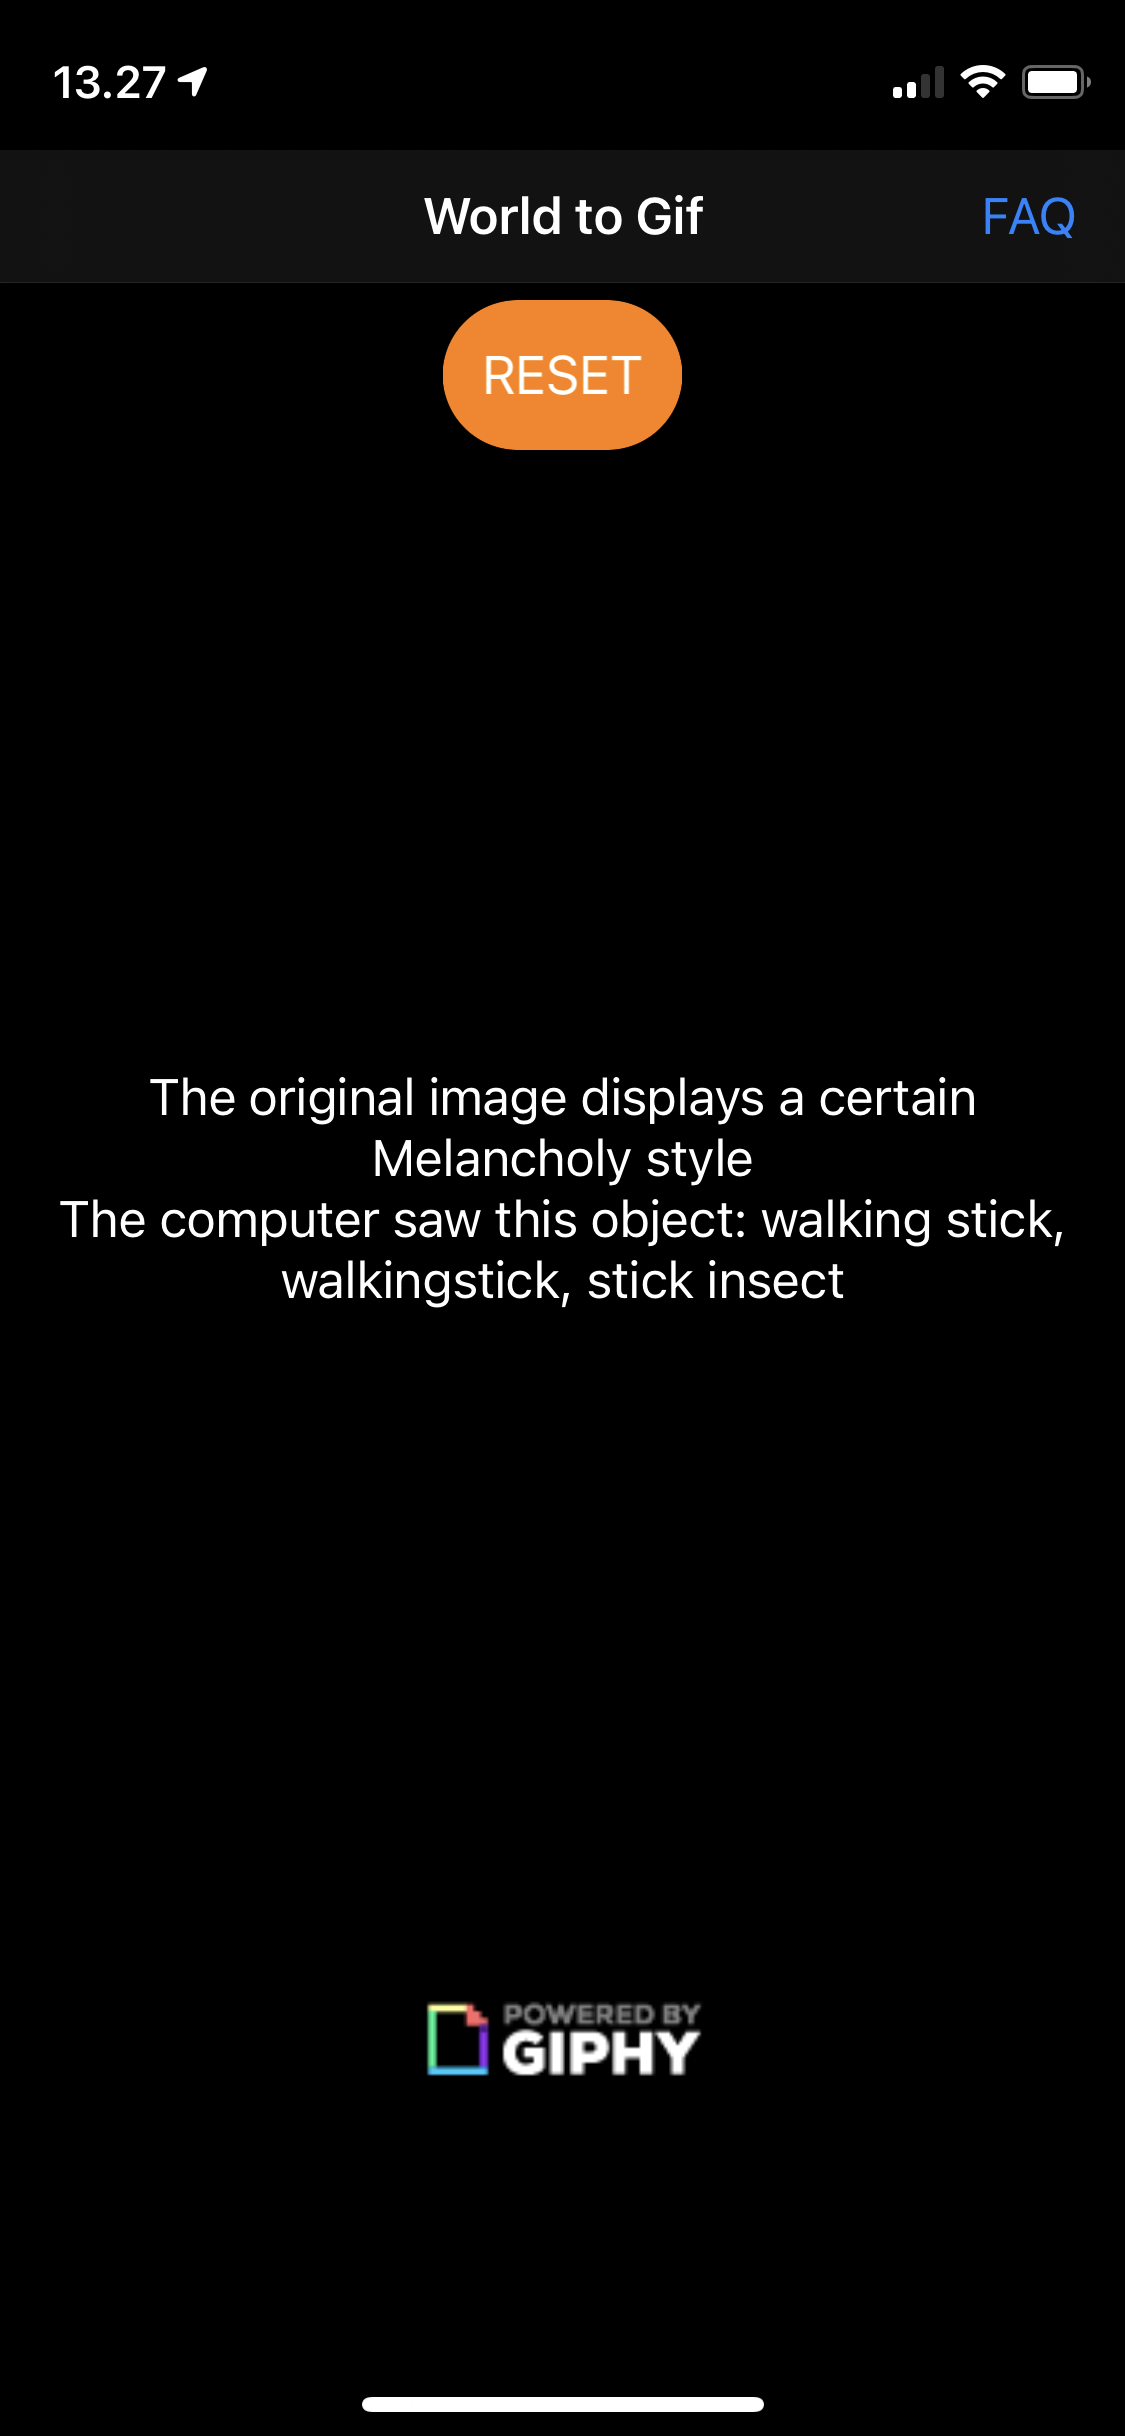 13.27
World to Gif
FAQ
RESET
The original image displays a certain
Melancholy style
The computer saw this object: walking stick,
walkingstick, stick insect
POWERED BY
GIPHY